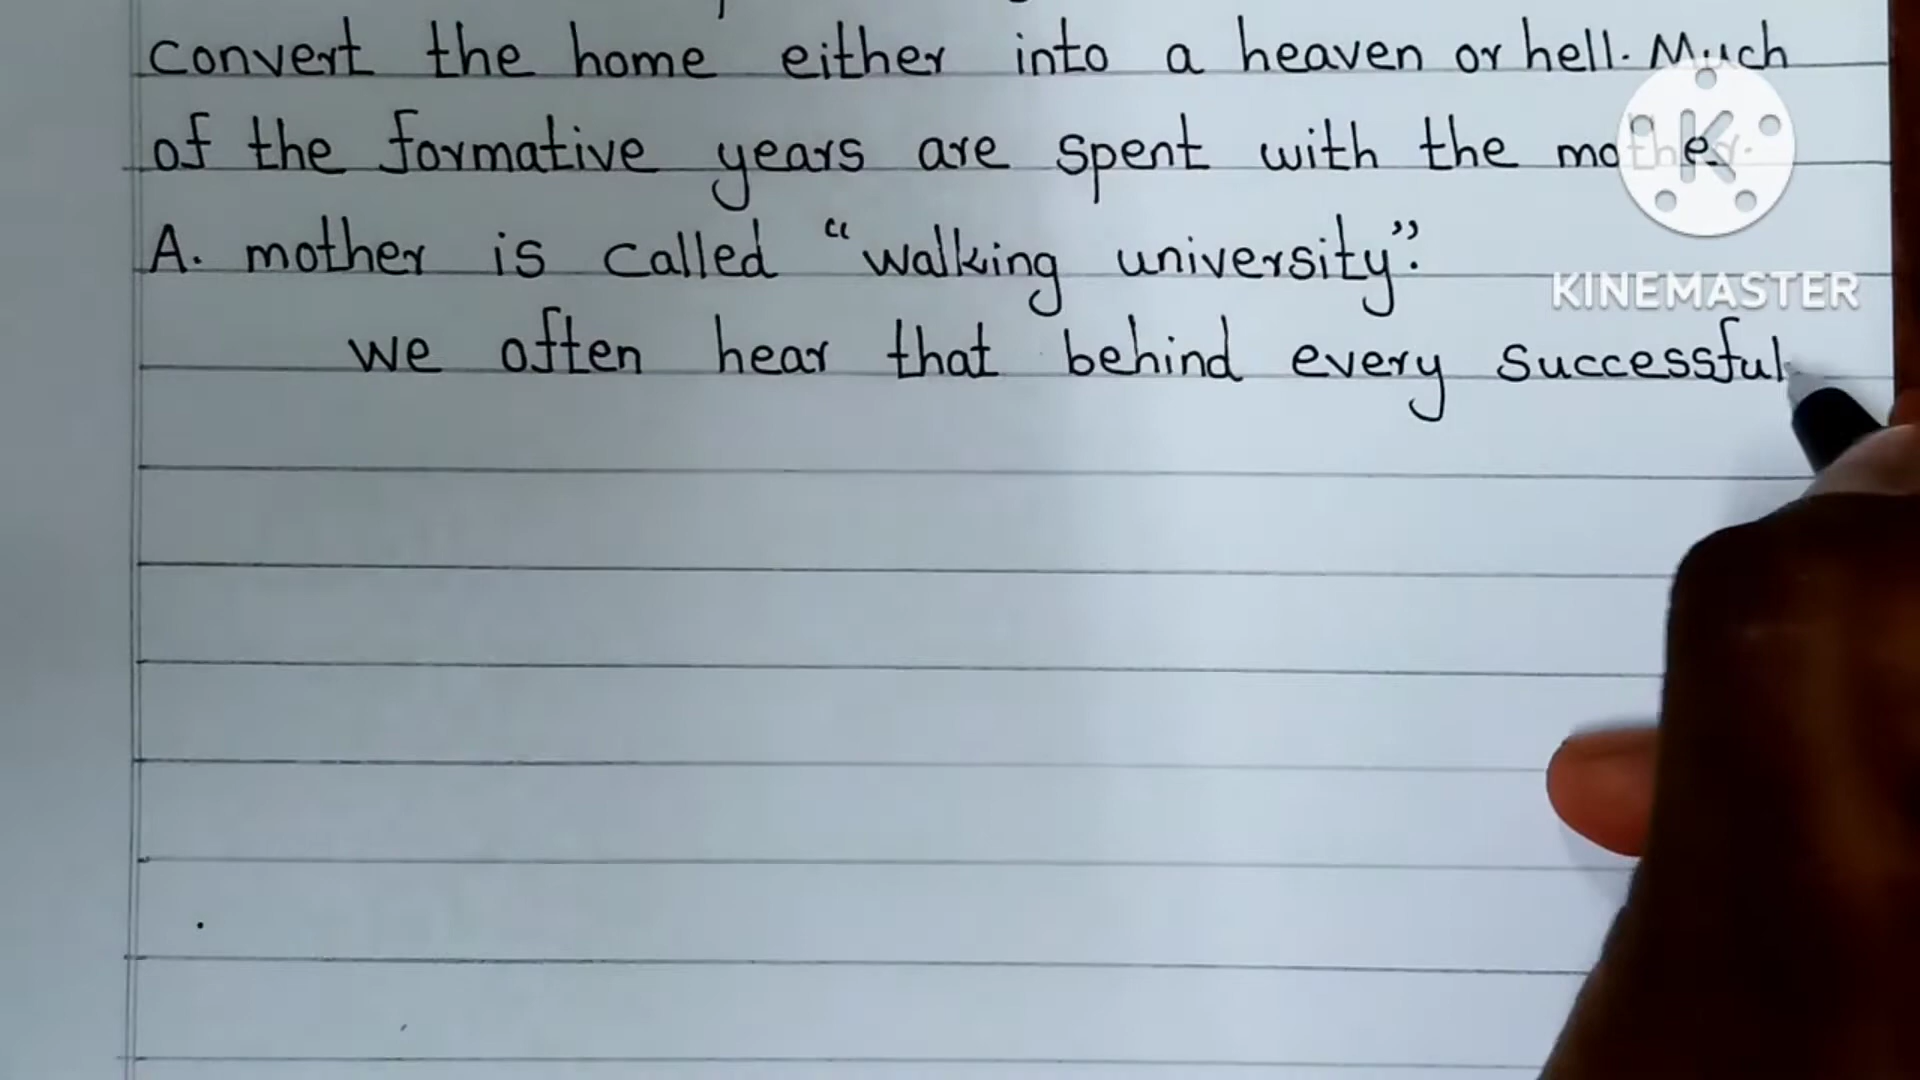 convert the home either into a heaven or hell. Much
of the formative years are spent with the mother.
A. mother is called “walking university”.
we often hear that behind every successful
KINEMASTER